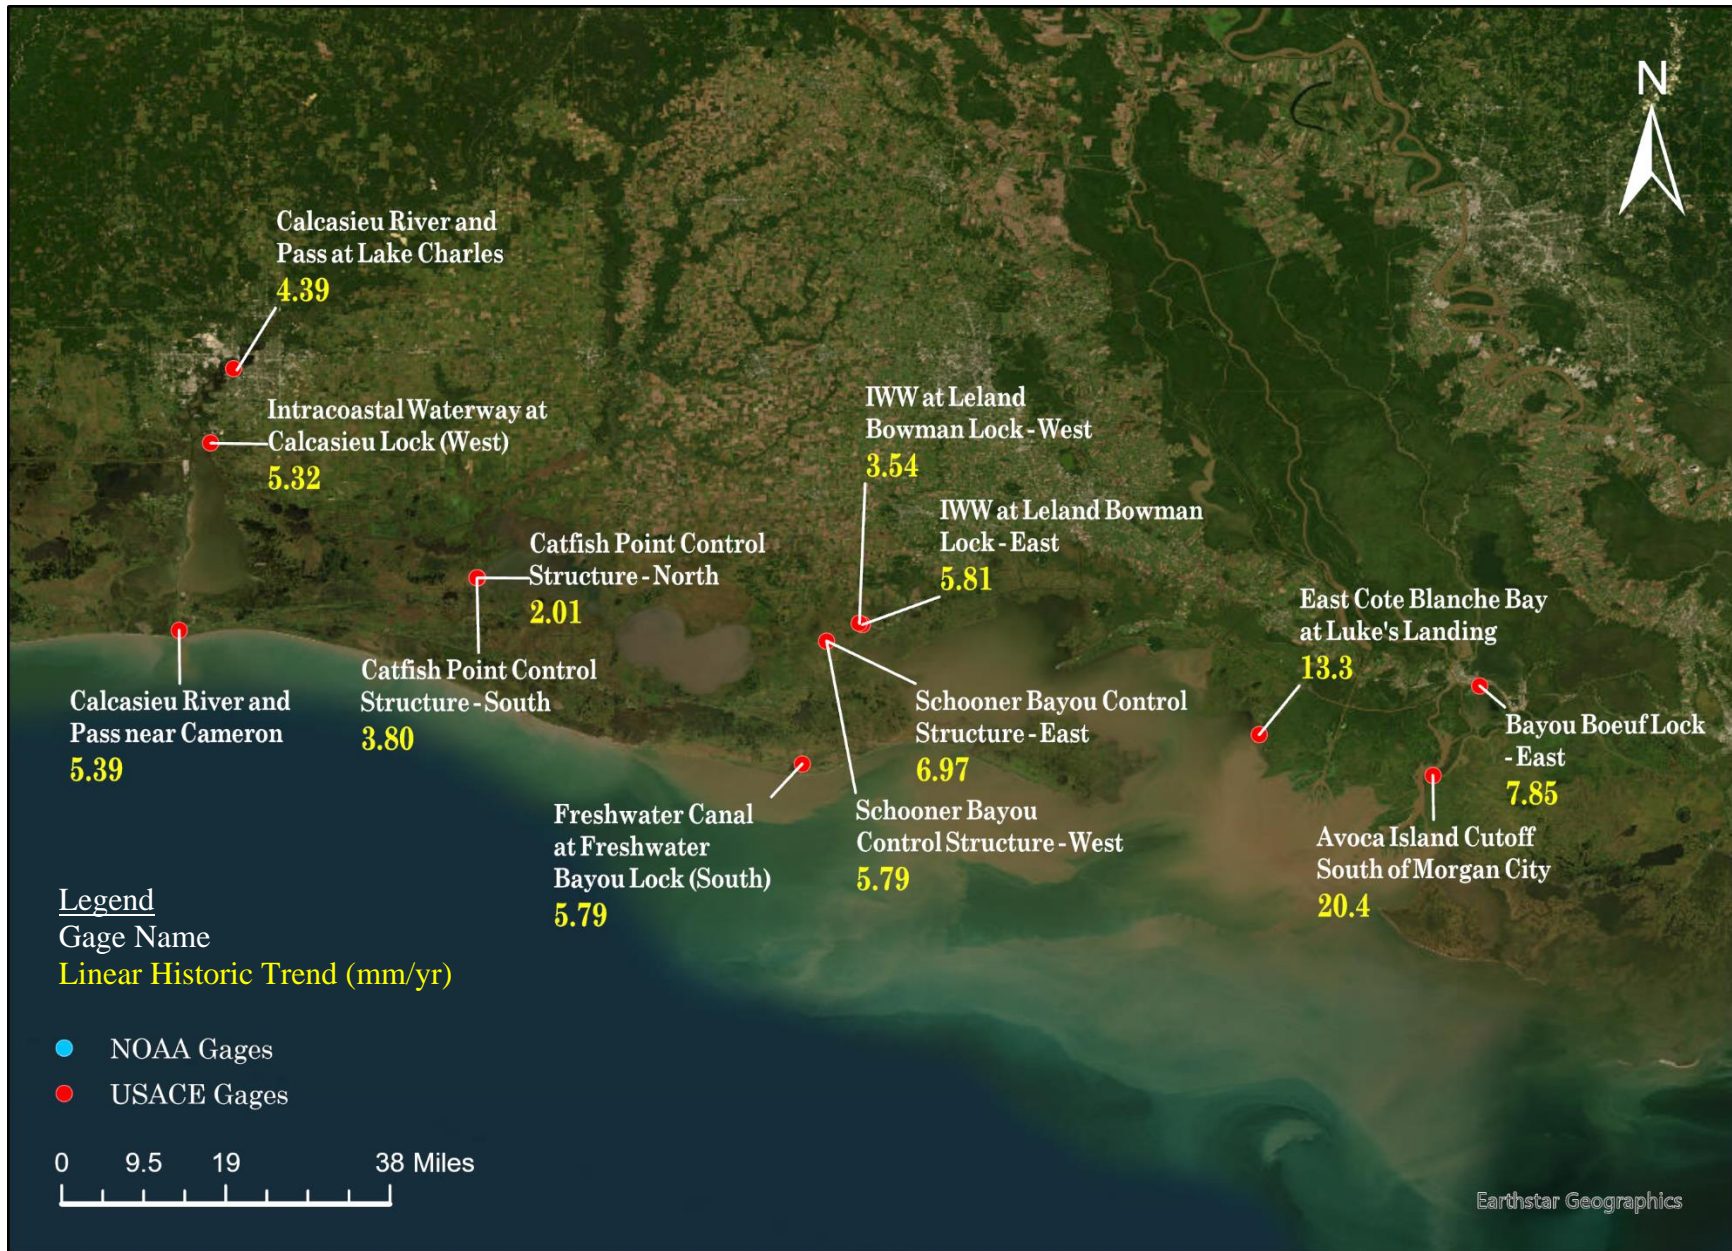 N
Calcasieu River and
Pass at Lake Charles
4.39
Intracoastal Waterway at
Calcasieu Lock (West)
5.32
IWW at Leland
Bowman Lock - West
3.54
IWW at Leland Bowman
Lock - East
5.81
Catfish Point Control
Structure - North
2.01
East Cote Blanche Bay
at Luke's Landing
13.3
Catfish Point Control
Structure - South
3.80
Calcasieu River and
Pass near Cameron
5.39
Schooner Bayou Control
Structure - East
6.97
Bayou Boeuf Lock
- East
7.85
Freshwater Canal
at Freshwater
Bayou Lock (South)
5.79
Schooner Bayou
Control Structure - West
5.79
Avoca Island Cutoff
South of Morgan City
20.4
Legend
Gage Name
Linear Historic Trend (mm/yr)
NOAA Gages
USACE Gages
0 9.5 19 38 Miles
Earthstar Geographics